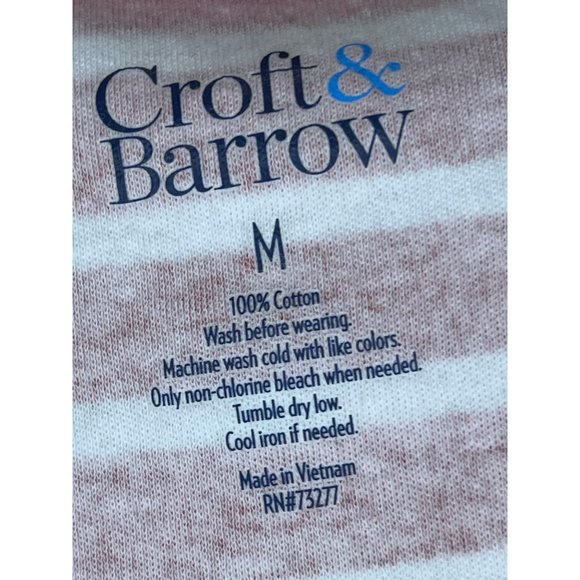 Croft&
Barrow
M
100% Cotton
Wash before wearing.
Machine wash cold with like colors.
Only non-chlorine bleach when needed.
Tumble dry low.
Cool iron if needed.
Made in Vietnam
RN#73277